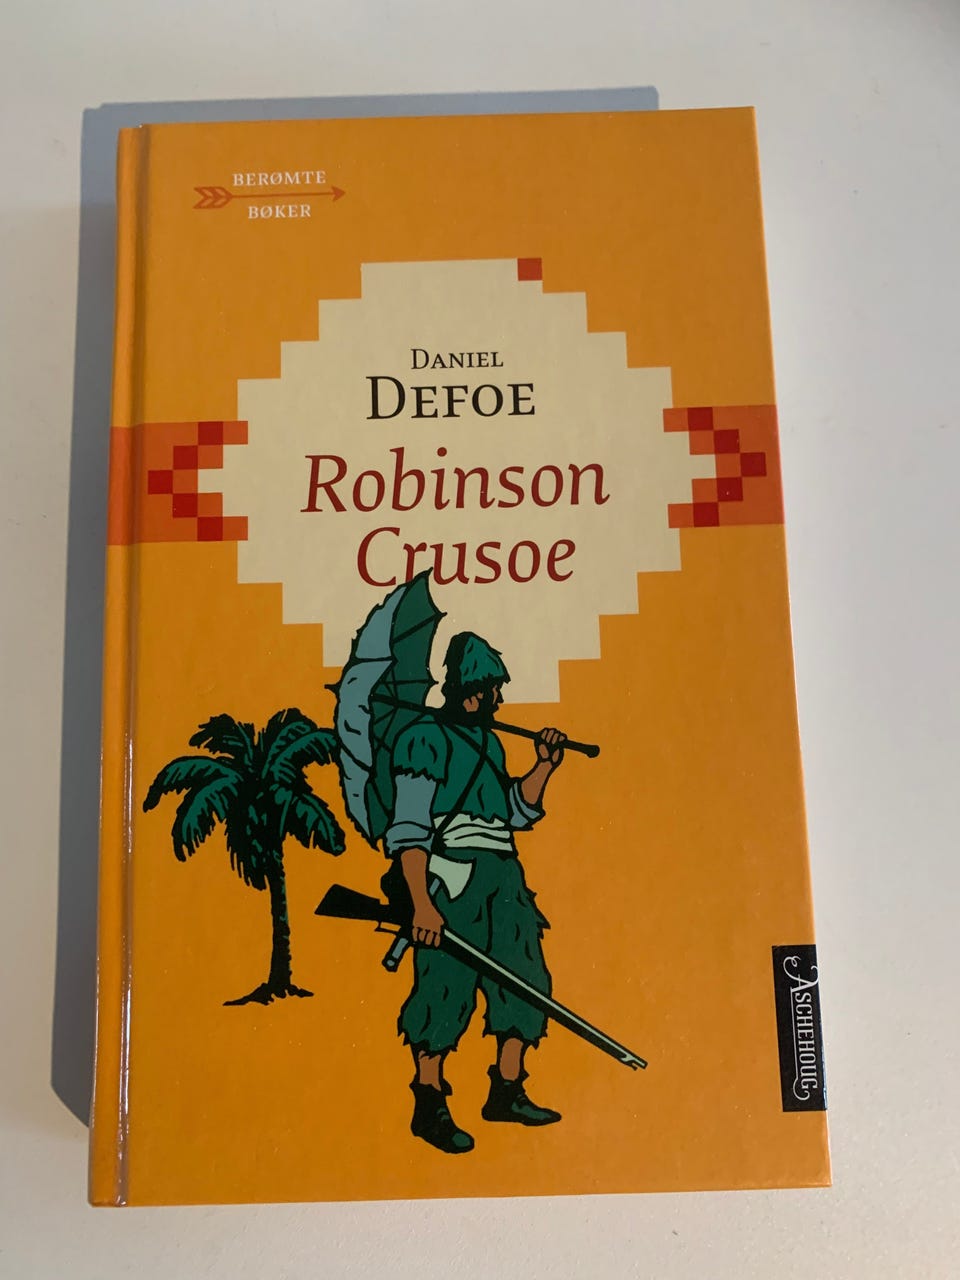 BERØMTE
BØKER
DANIEL
DEFOE
Robinson
Crusoe
ASCHEHOUG